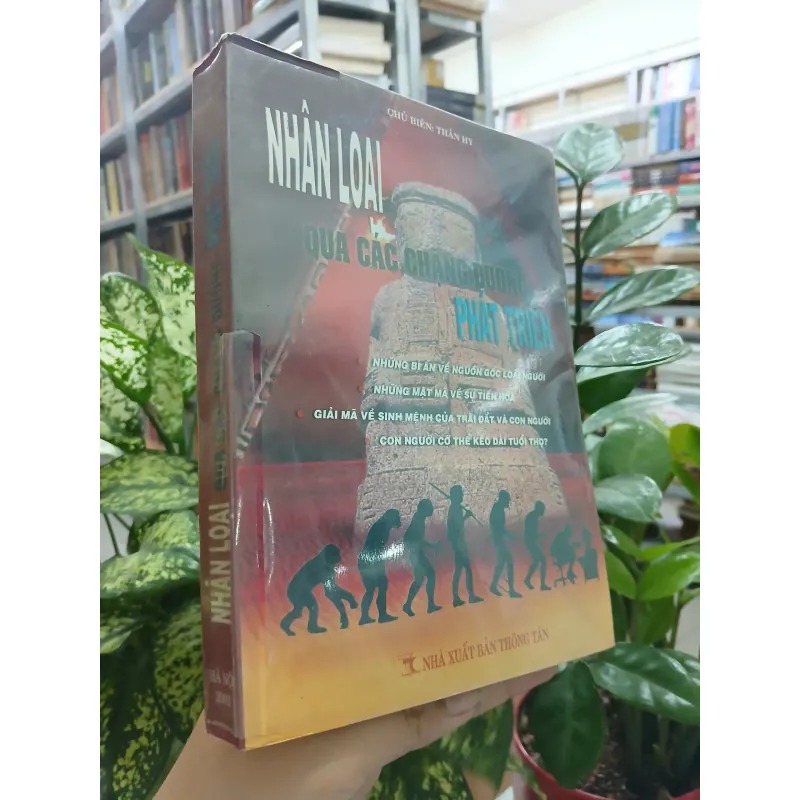 CHỦ BIÊN: THẦN HY
NHÂN LOẠI
QUA CÁC CHẶNG ĐƯỜNG
PHÁT TRIỂN
NHỮNG BÍ ẨN VỀ NGUỒN GỐC LOÀI NGƯỜI
NHỮNG MẬT MÃ VỀ SỰ TIẾN HÓA
GIẢI MÃ VỀ SINH MỆNH CỦA TRÁI ĐẤT VÀ CON NGƯỜI
CON NGƯỜI CÓ THỂ KÉO DÀI TUỔI THỌ?
NHÀ XUẤT BẢN THÔNG TẤN
NHÂN LOẠI
HÀ NỘI